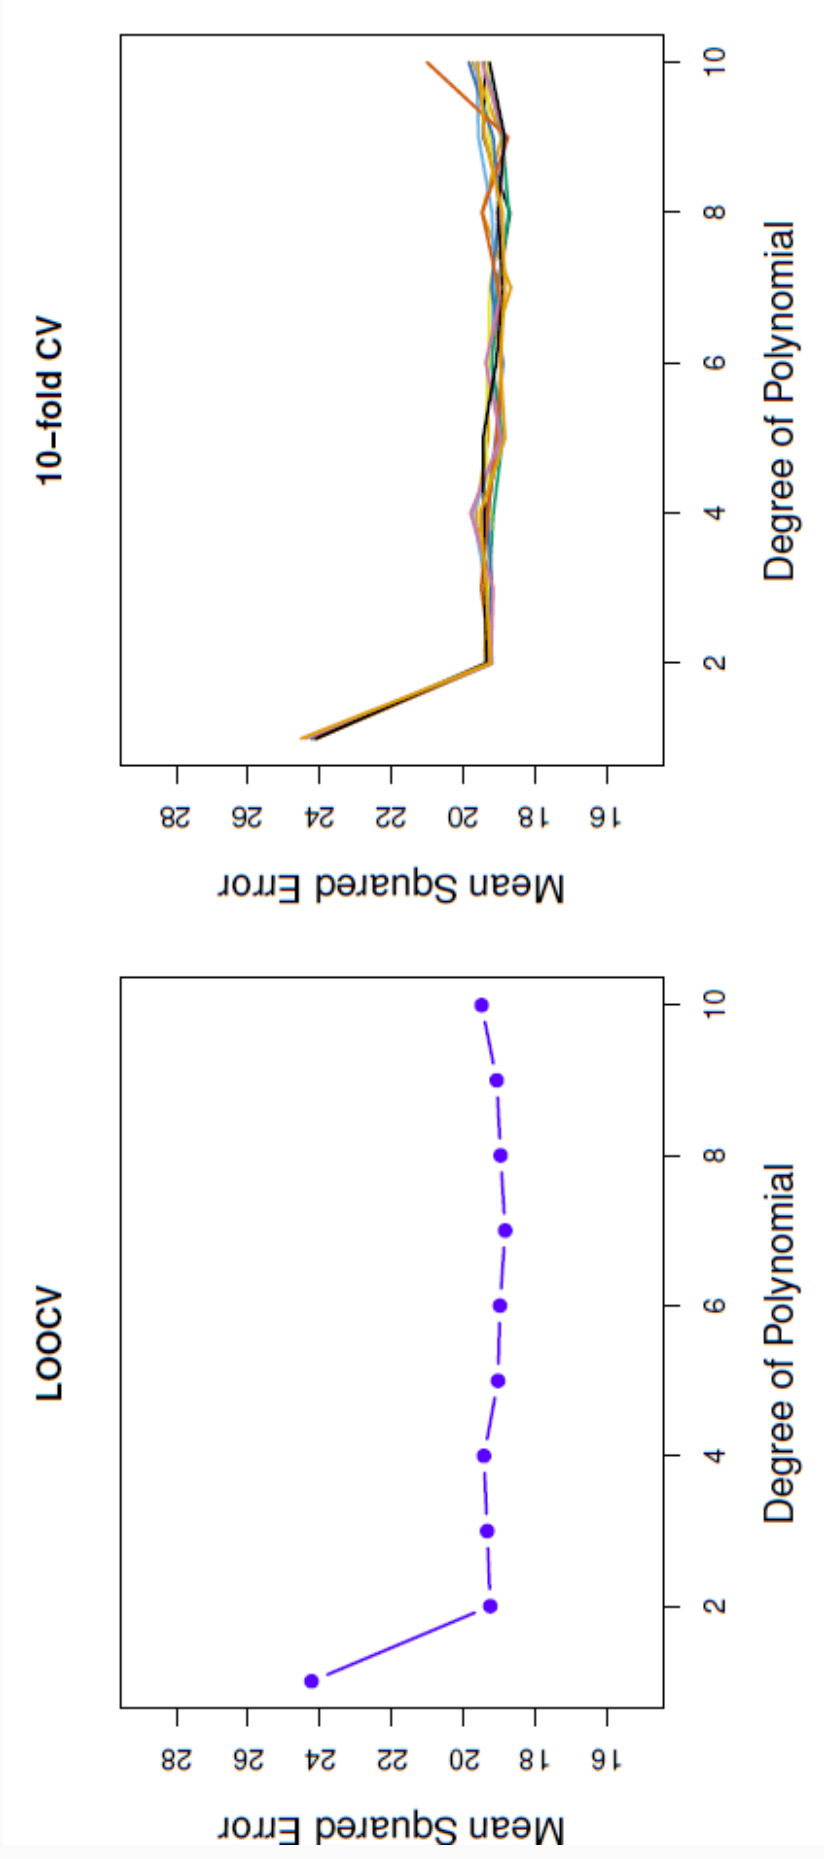 LOOCV
Mean Squared Error
16 18 20 22 24 26 28
2 4 6 8 10
Degree of Polynomial
10−fold CV
Mean Squared Error
16 18 20 22 24 26 28
2 4 6 8 10
Degree of Polynomial